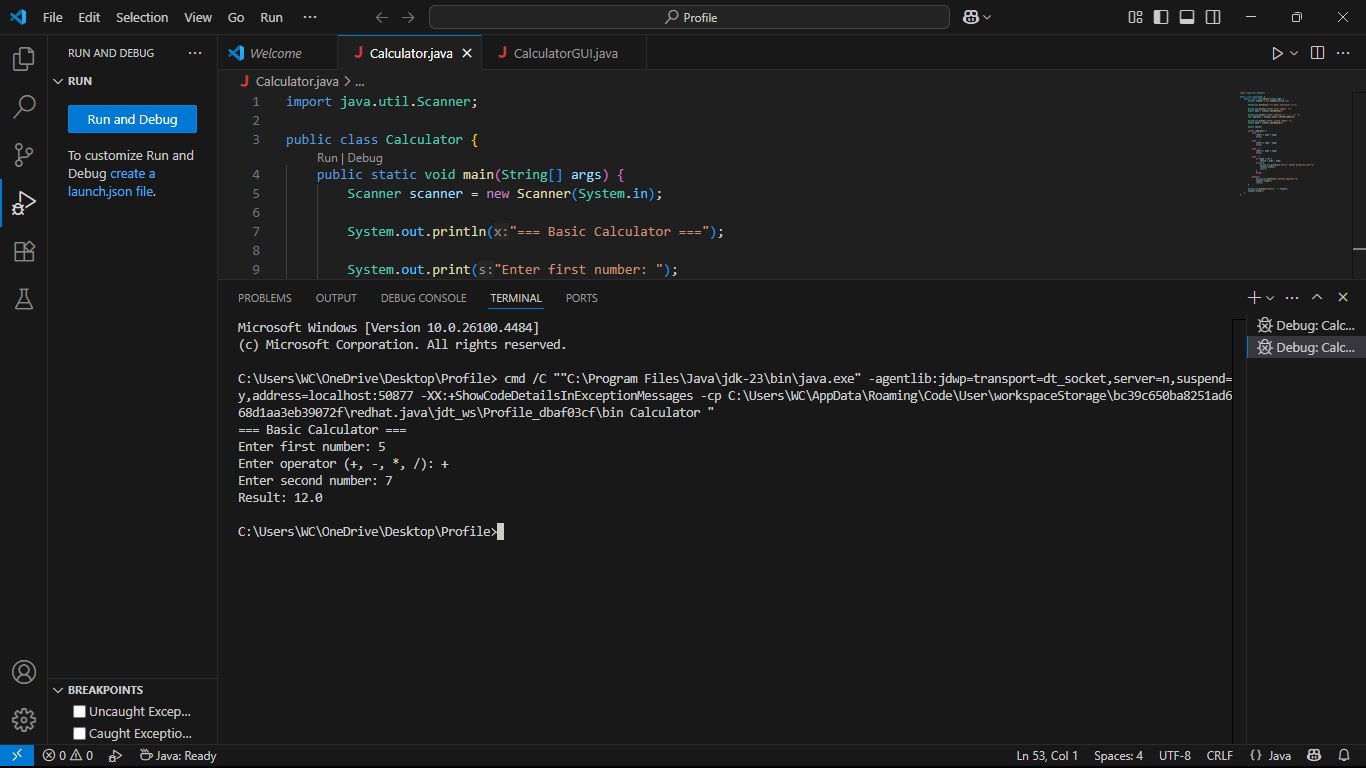 File Edit Selection View Go Run ···
Profile
RUN AND DEBUG ···
RUN
Run and Debug
To customize Run and
Debug create a
launch.json file.
BREAKPOINTS
Uncaught Excep...
Caught Exceptio...
Welcome Calculator.java CalculatorGUI.java
Calculator.java > ...
1 import java.util.Scanner;
2
3 public class Calculator {
Run | Debug
4 public static void main(String[] args) {
5 Scanner scanner = new Scanner(System.in);
6
7 System.out.println(x:"=== Basic Calculator ===");
8
9 System.out.print(s:"Enter first number: ");
PROBLEMS OUTPUT DEBUG CONSOLE TERMINAL PORTS
Microsoft Windows [Version 10.0.26100.4484]
(c) Microsoft Corporation. All rights reserved.
C:\Users\WC\OneDrive\Desktop\Profile> cmd /C ""C:\Program Files\Java\jdk-23\bin\java.exe" -agentlib:jdwp=transport=dt_socket,server=n,suspend=
y,address=localhost:50877 -XX:+ShowCodeDetailsInExceptionMessages -cp C:\Users\WC\AppData\Roaming\Code\User\workspaceStorage\bc39c650ba8251ad6
68d1aa3eb39072f\redhat.java\jdt_ws\Profile_dbaf03cf\bin Calculator "
=== Basic Calculator ===
Enter first number: 5
Enter operator (+, -, *, /): +
Enter second number: 7
Result: 12.0
C:\Users\WC\OneDrive\Desktop\Profile>
Debug: Calc...
Debug: Calc...
0 0 Java: Ready
Ln 53, Col 1 Spaces: 4 UTF-8 CRLF {} Java